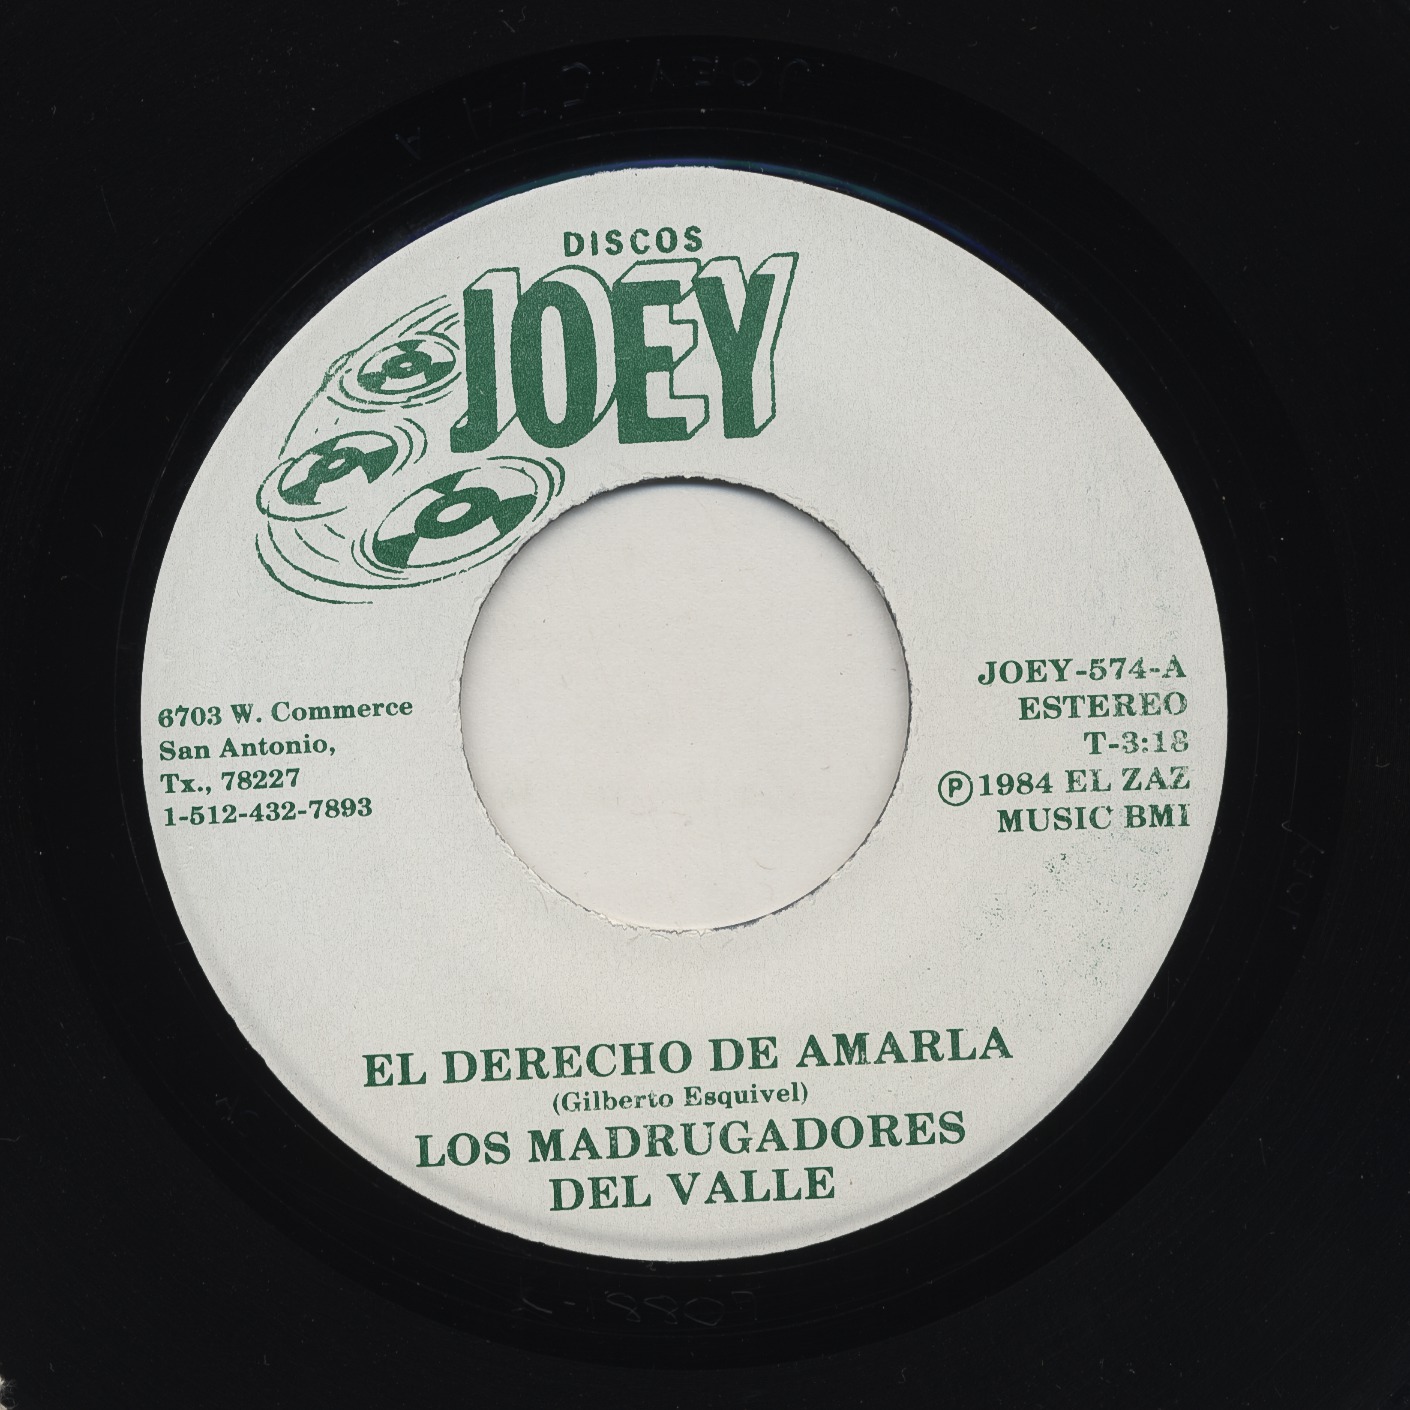 DISCOS
JOEY
6703 W. Commerce
San Antonio,
Tx., 78227
1-512-432-7893
JOEY-574-A
ESTEREO
T-3:18
Ⓟ1984 EL ZAZ
MUSIC BMI
EL DERECHO DE AMARLA
(Gilberto Esquivel)
LOS MADRUGADORES
DEL VALLE